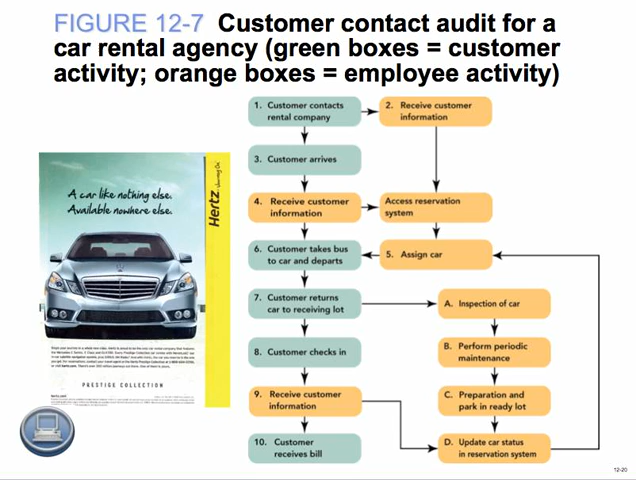 FIGURE 12-7 Customer contact audit for a
car rental agency (green boxes = customer
activity; orange boxes = employee activity)
A car like nothing else.
Available nowhere else.
Hertz
PRESTIGE COLLECTION
hertz.com
1. Customer contacts
rental company
2. Receive customer
information
3. Customer arrives
4. Receive customer
information
Access reservation
system
6. Customer takes bus
to car and departs
5. Assign car
7. Customer returns
car to receiving lot
A. Inspection of car
8. Customer checks in
B. Perform periodic
maintenance
9. Receive customer
information
C. Preparation and
park in ready lot
10. Customer
receives bill
D. Update car status
in reservation system
12-20